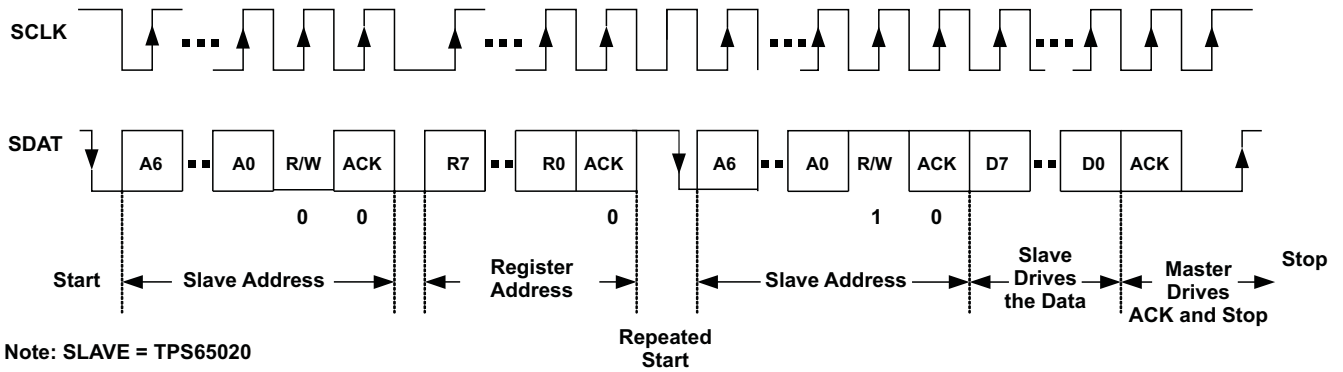 SCLK
SDAT
A6 A0 R/W ACK R7 R0 ACK A6 A0 R/W ACK D7 D0 ACK
0 0 0 1 0
Start
Slave Address
Register
Address
Repeated
Start
Slave Address
Slave
Drives
the Data
Master
Drives
ACK and Stop
Stop
Note: SLAVE = TPS65020